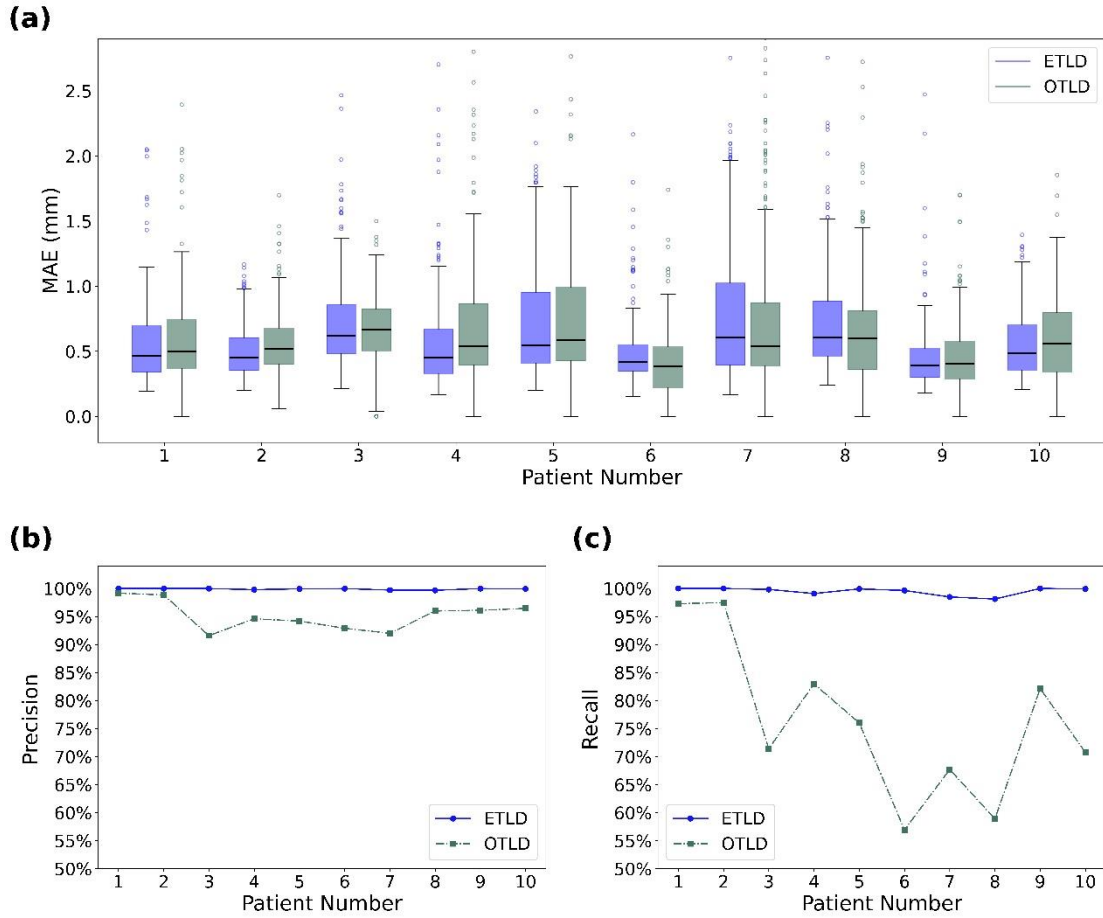 (a)
MAE (mm)
2.5
2.0
1.5
1.0
0.5
0.0
ETLD
OTLD
1 2 3 4 5 6 7 8 9 10
Patient Number
(b)
Precision
100%
95%
90%
85%
80%
75%
70%
65%
60%
55%
50%
ETLD
OTLD
1 2 3 4 5 6 7 8 9 10
Patient Number
(c)
Recall
100%
95%
90%
85%
80%
75%
70%
65%
60%
55%
50%
ETLD
OTLD
1 2 3 4 5 6 7 8 9 10
Patient Number